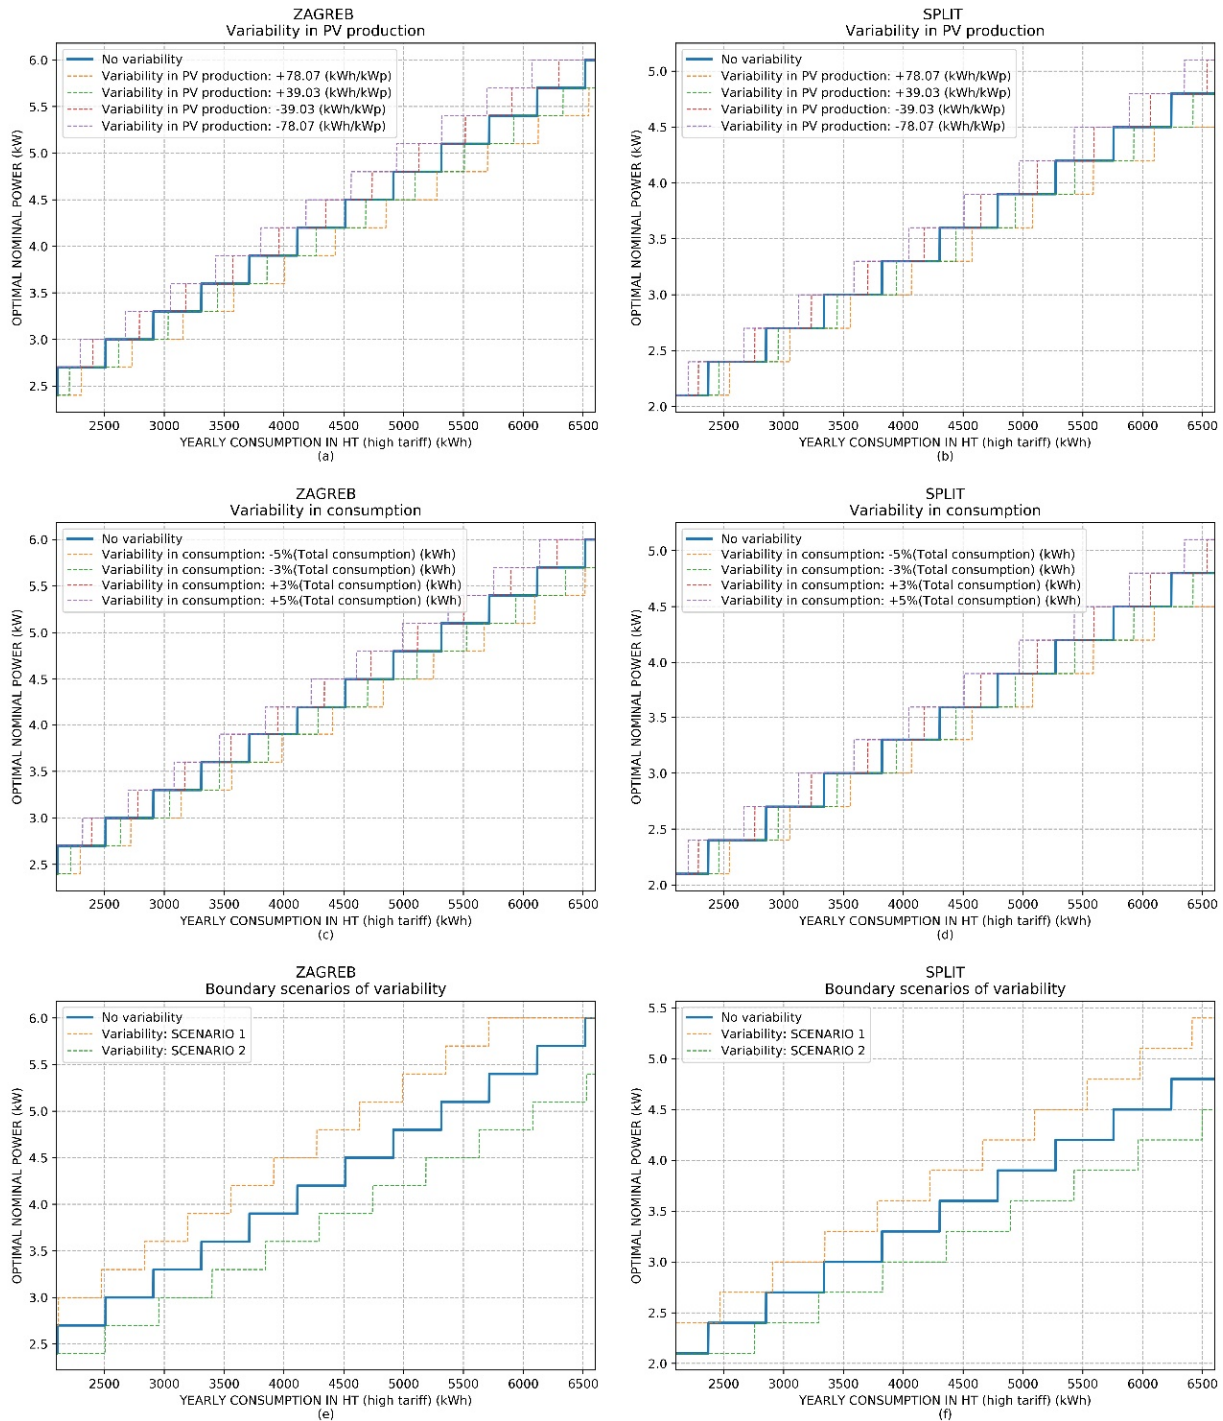 ZAGREB
Variability in PV production
No variability
Variability in PV production: +78.07 (kWh/kWp)
Variability in PV production: +39.03 (kWh/kWp)
Variability in PV production: -39.03 (kWh/kWp)
Variability in PV production: -78.07 (kWh/kWp)
OPTIMAL NOMINAL POWER (kW)
6.0
5.5
5.0
4.5
4.0
3.5
3.0
2.5
2500 3000 3500 4000 4500 5000 5500 6000 6500
YEARLY CONSUMPTION IN HT (high tariff) (kWh)
(a)
SPLIT
Variability in PV production
No variability
Variability in PV production: +78.07 (kWh/kWp)
Variability in PV production: +39.03 (kWh/kWp)
Variability in PV production: -39.03 (kWh/kWp)
Variability in PV production: -78.07 (kWh/kWp)
OPTIMAL NOMINAL POWER (kW)
5.0
4.5
4.0
3.5
3.0
2.5
2.0
2500 3000 3500 4000 4500 5000 5500 6000 6500
YEARLY CONSUMPTION IN HT (high tariff) (kWh)
(b)
ZAGREB
Variability in consumption
No variability
Variability in consumption: -5%(Total consumption) (kWh)
Variability in consumption: -3%(Total consumption) (kWh)
Variability in consumption: +3%(Total consumption) (kWh)
Variability in consumption: +5%(Total consumption) (kWh)
OPTIMAL NOMINAL POWER (kW)
6.0
5.5
5.0
4.5
4.0
3.5
3.0
2.5
2500 3000 3500 4000 4500 5000 5500 6000 6500
YEARLY CONSUMPTION IN HT (high tariff) (kWh)
(c)
SPLIT
Variability in consumption
No variability
Variability in consumption: -5%(Total consumption) (kWh)
Variability in consumption: -3%(Total consumption) (kWh)
Variability in consumption: +3%(Total consumption) (kWh)
Variability in consumption: +5%(Total consumption) (kWh)
OPTIMAL NOMINAL POWER (kW)
5.0
4.5
4.0
3.5
3.0
2.5
2.0
2500 3000 3500 4000 4500 5000 5500 6000 6500
YEARLY CONSUMPTION IN HT (high tariff) (kWh)
(d)
ZAGREB
Boundary scenarios of variability
No variability
Variability: SCENARIO 1
Variability: SCENARIO 2
OPTIMAL NOMINAL POWER (kW)
6.0
5.5
5.0
4.5
4.0
3.5
3.0
2.5
2500 3000 3500 4000 4500 5000 5500 6000 6500
YEARLY CONSUMPTION IN HT (high tariff) (kWh)
(e)
SPLIT
Boundary scenarios of variability
No variability
Variability: SCENARIO 1
Variability: SCENARIO 2
OPTIMAL NOMINAL POWER (kW)
5.5
5.0
4.5
4.0
3.5
3.0
2.5
2.0
2500 3000 3500 4000 4500 5000 5500 6000 6500
YEARLY CONSUMPTION IN HT (high tariff) (kWh)
(f)